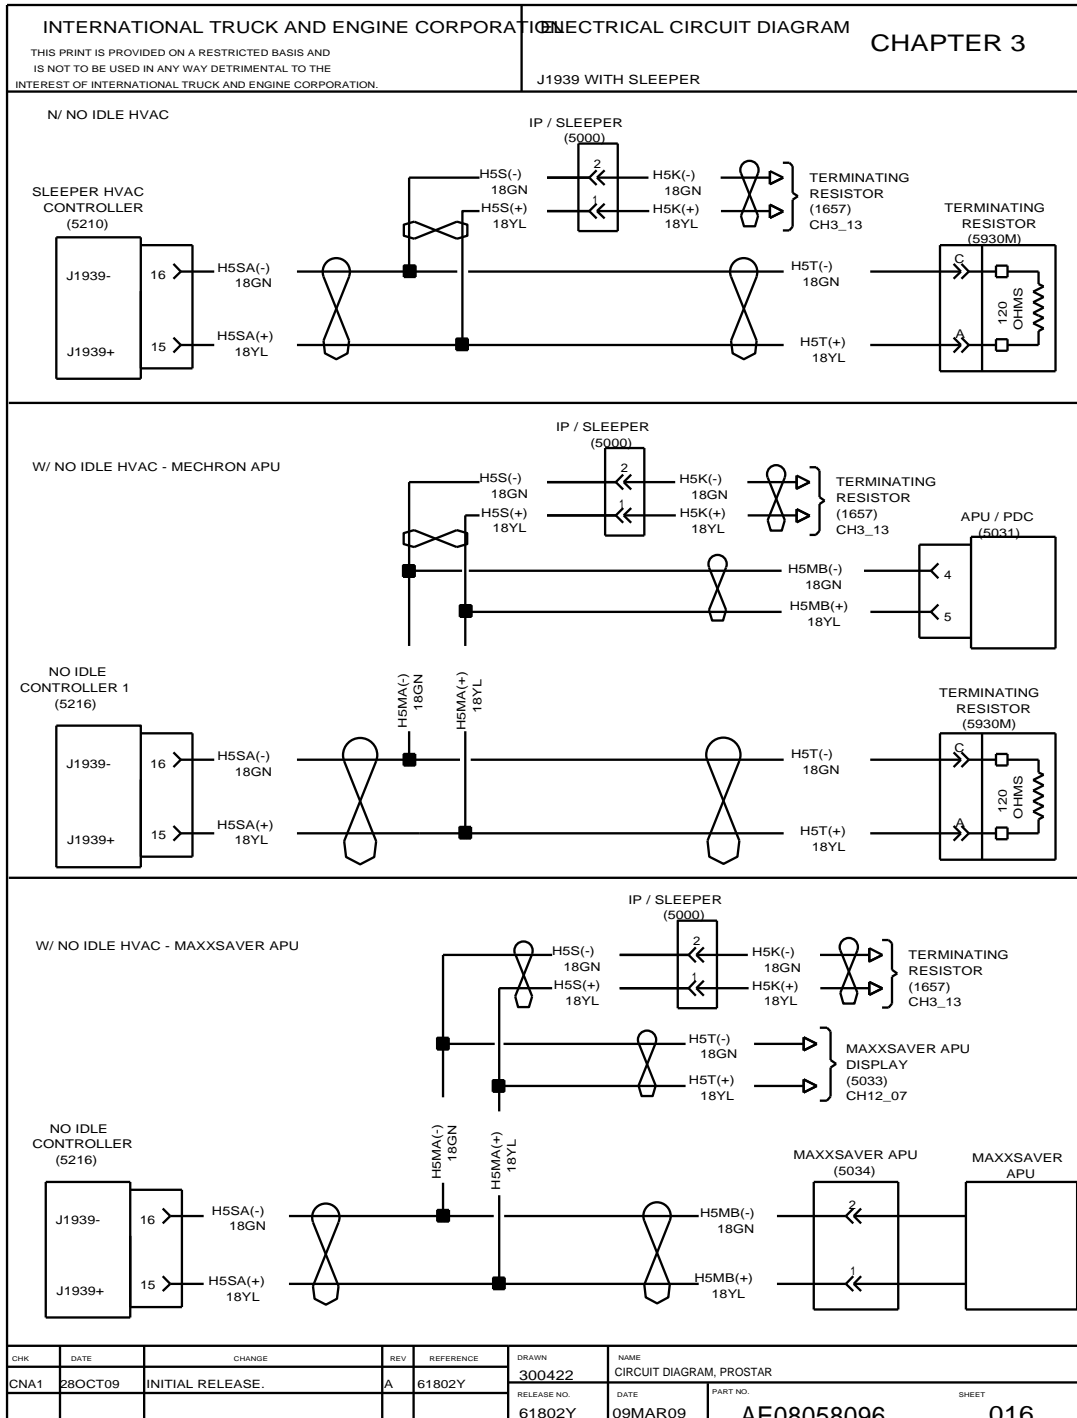 INTERNATIONAL TRUCK AND ENGINE CORPORATION
ELECTRICAL CIRCUIT DIAGRAM
CHAPTER 3
THIS PRINT IS PROVIDED ON A RESTRICTED BASIS AND
IS NOT TO BE USED IN ANY WAY DETRIMENTAL TO THE
INTEREST OF INTERNATIONAL TRUCK AND ENGINE CORPORATION.
J1939 WITH SLEEPER
N/ NO IDLE HVAC
IP / SLEEPER
(5000)
2
1
H5S(-)
18GN
H5S(+)
18YL
H5K(-)
18GN
H5K(+)
18YL
TERMINATING
RESISTOR
(1657)
CH3_13
SLEEPER HVAC
CONTROLLER
(5210)
J1939-
16
J1939+
15
H5SA(-)
18GN
H5SA(+)
18YL
H5T(-)
18GN
H5T(+)
18YL
TERMINATING
RESISTOR
(5930M)
C
A
120
OHMS
W/ NO IDLE HVAC - MECHRON APU
IP / SLEEPER
(5000)
2
1
H5S(-)
18GN
H5S(+)
18YL
H5K(-)
18GN
H5K(+)
18YL
TERMINATING
RESISTOR
(1657)
CH3_13
APU / PDC
(5031)
4
5
H5MB(-)
18GN
H5MB(+)
18YL
H5MA(-)
18GN
H5MA(+)
18YL
NO IDLE
CONTROLLER 1
(5216)
J1939-
16
J1939+
15
H5SA(-)
18GN
H5SA(+)
18YL
H5T(-)
18GN
H5T(+)
18YL
TERMINATING
RESISTOR
(5930M)
C
A
120
OHMS
W/ NO IDLE HVAC - MAXXSAVER APU
IP / SLEEPER
(5000)
2
1
H5S(-)
18GN
H5S(+)
18YL
H5K(-)
18GN
H5K(+)
18YL
TERMINATING
RESISTOR
(1657)
CH3_13
H5T(-)
18GN
H5T(+)
18YL
MAXXSAVER APU
DISPLAY
(5033)
CH12_07
H5MA(-)
18GN
H5MA(+)
18YL
NO IDLE
CONTROLLER
(5216)
J1939-
16
J1939+
15
H5SA(-)
18GN
H5SA(+)
18YL
H5MB(-)
18GN
H5MB(+)
18YL
MAXXSAVER APU
(5034)
2
1
MAXXSAVER
APU
CHK DATE CHANGE REV REFERENCE
CNA1 28OCT09 INITIAL RELEASE. A 61802Y
DRAWN
300422
NAME
CIRCUIT DIAGRAM, PROSTAR
RELEASE NO.
61802Y
DATE
09MAR09
PART NO.
AE08058096
SHEET
016